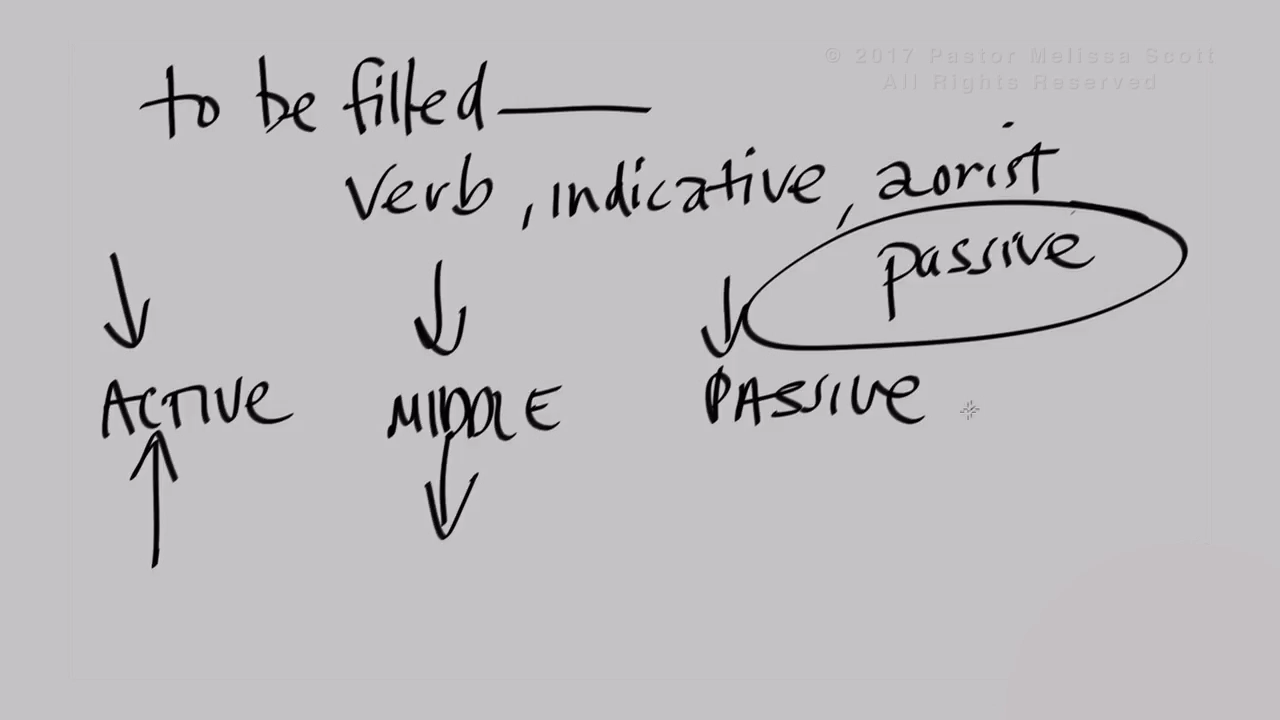 © 2017 Pastor Melissa Scott
All Rights Reserved
to be filled
verb, indicative, aorist
passive
ACTIVE MIDDLE PASSIVE